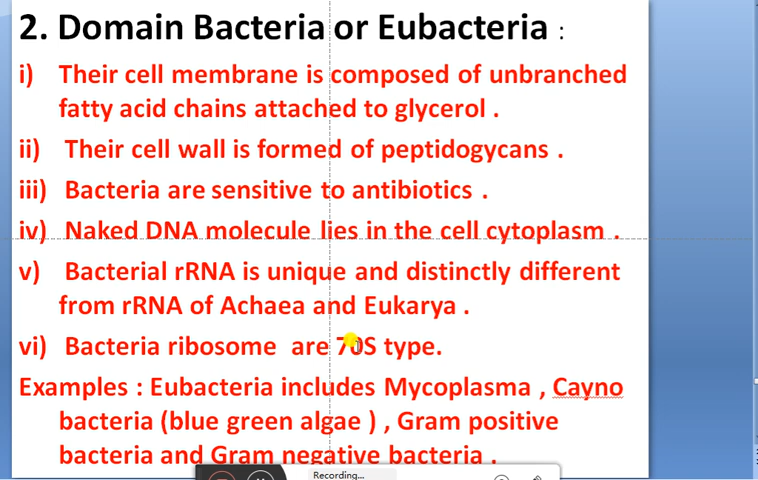 2. Domain Bacteria or Eubacteria :
i) Their cell membrane is composed of unbranched
fatty acid chains attached to glycerol .
ii) Their cell wall is formed of peptidogycans .
iii) Bacteria are sensitive to antibiotics .
iv) Naked DNA molecule lies in the cell cytoplasm .
v) Bacterial rRNA is unique and distinctly different
from rRNA of Achaea and Eukarya .
vi) Bacteria ribosome are 70S type.
Examples : Eubacteria includes Mycoplasma , Cayno
bacteria (blue green algae ) , Gram positive
bacteria and Gram negative bacteria .
Recording...